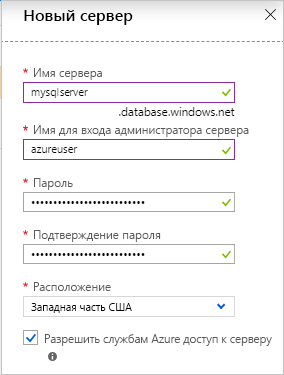 Новый сервер
* Имя сервера
mysqlserver
.database.windows.net
* Имя для входа администратора сервера
azureuser
* Пароль
••••••••••••••••••••••••••
* Подтверждение пароля
••••••••••••••••••••••••••
* Расположение
Западная часть США
Разрешить службам Azure доступ к серверу